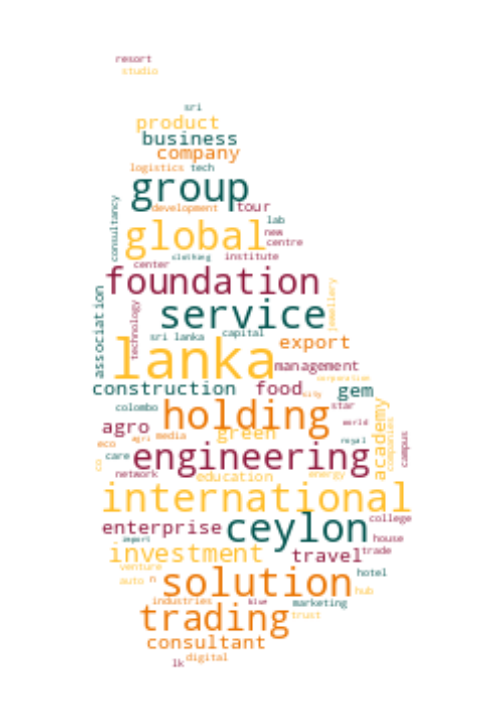 resort
studio
sri
product
business
company
logistics tech
group
consultancy
development tour
lab
global
new
centre
clothing institute
center
foundation
association
technology
service
jewellery
sri lanka capital
export
lanka
management
corporation
construction food city gem
colombo holding star
academy
companies
agro
world
green
agri media
royal
eco
campus
care engineering
co
network education energy
international
enterprise ceylon college
import
house
investment travel trade
venture
hotel
auto n solution hub
industries blue marketing
trading trust
consultant
digital
lk